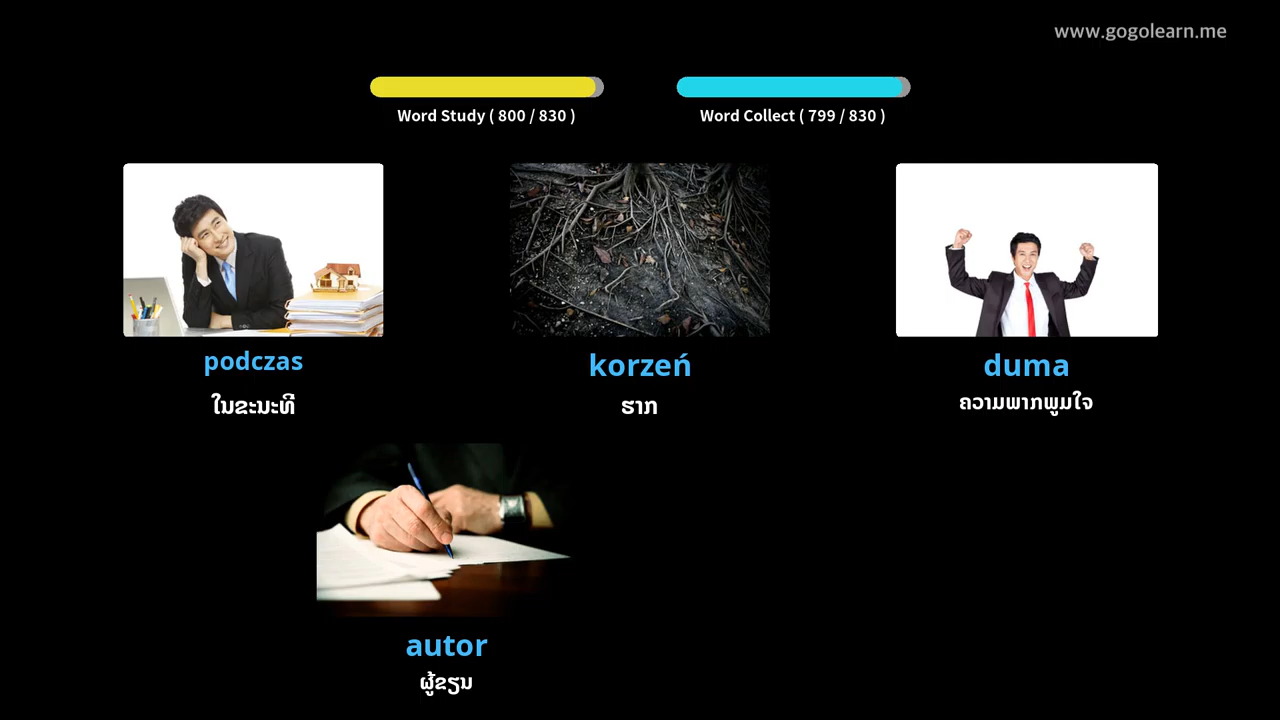 www.gogolearn.me
Word Study ( 800 / 830 )
Word Collect ( 799 / 830 )
podczas
ໃນຂະນະທີ
korzeń
ຮາກ
duma
ຄວາມພາກພູມໃຈ
autor
ຜູ້ຂຽນ